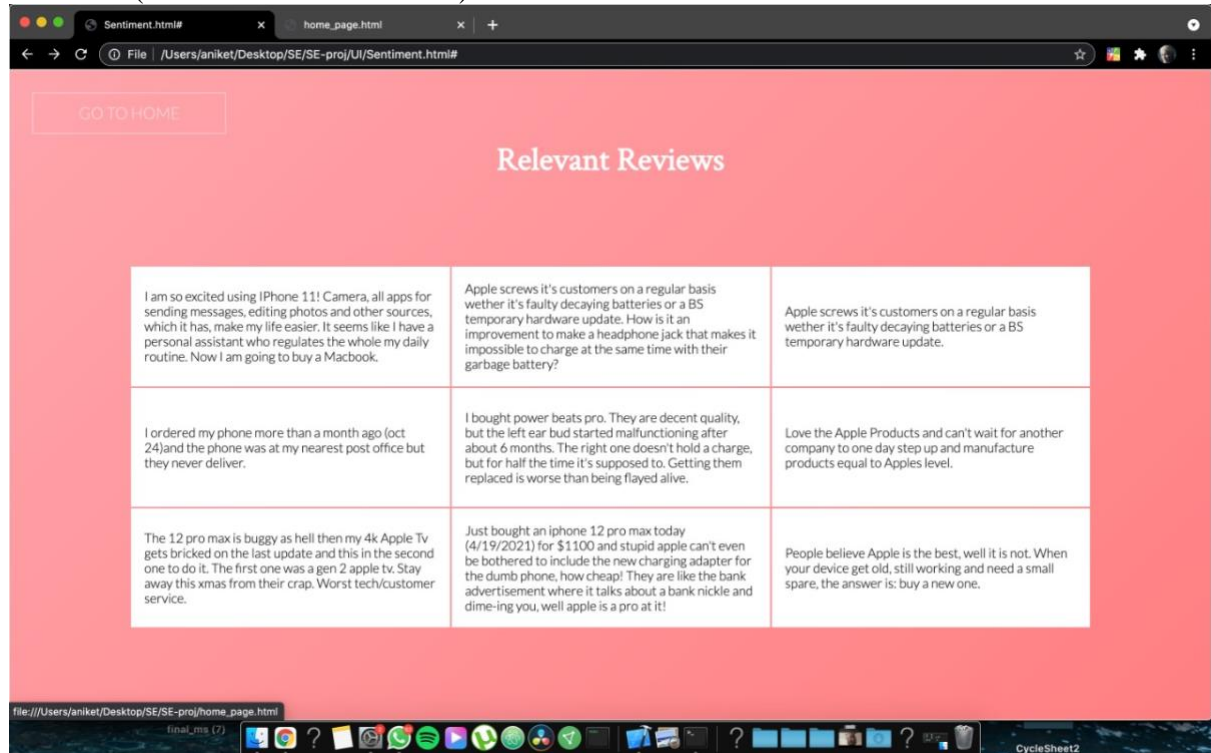 Sentiment.html#
home_page.html
File | /Users/aniket/Desktop/SE/SE-proj/UI/Sentiment.html#
GO TO HOME
Relevant Reviews
I am so excited using IPhone 11! Camera, all apps for
sending messages, editing photos and other sources,
which it has, make my life easier. It seems like I have a
personal assistant who regulates the whole my daily
routine. Now I am going to buy a Macbook.
Apple screws it's customers on a regular basis
wether it's faulty decaying batteries or a BS
temporary hardware update. How is it an
improvement to make a headphone jack that makes it
impossible to charge at the same time with their
garbage battery?
Apple screws it's customers on a regular basis
wether it's faulty decaying batteries or a BS
temporary hardware update.
I ordered my phone more than a month ago (oct
24)and the phone was at my nearest post office but
they never deliver.
I bought power beats pro. They are decent quality,
but the left ear bud started malfunctioning after
about 6 months. The right one doesn't hold a charge,
but for half the time it's supposed to. Getting them
replaced is worse than being flayed alive.
Love the Apple Products and can't wait for another
company to one day step up and manufacture
products equal to Apples level.
The 12 pro max is buggy as hell then my 4k Apple Tv
gets bricked on the last update and this in the second
one to do it. The first one was a gen 2 apple tv. Stay
away this xmas from their crap. Worst tech/customer
service.
Just bought an iphone 12 pro max today
(4/19/2021) for $1100 and stupid apple can't even
be bothered to include the new charging adapter for
the dumb phone, how cheap! They are like the bank
advertisement where it talks about a bank nickle and
dime-ing you, well apple is a pro at it!
People believe Apple is the best, well it is not. When
your device get old, still working and need a small
spare, the answer is: buy a new one.
file:///Users/aniket/Desktop/SE/SE-proj/home_page.html
final_ms (7)
CycleSheet2